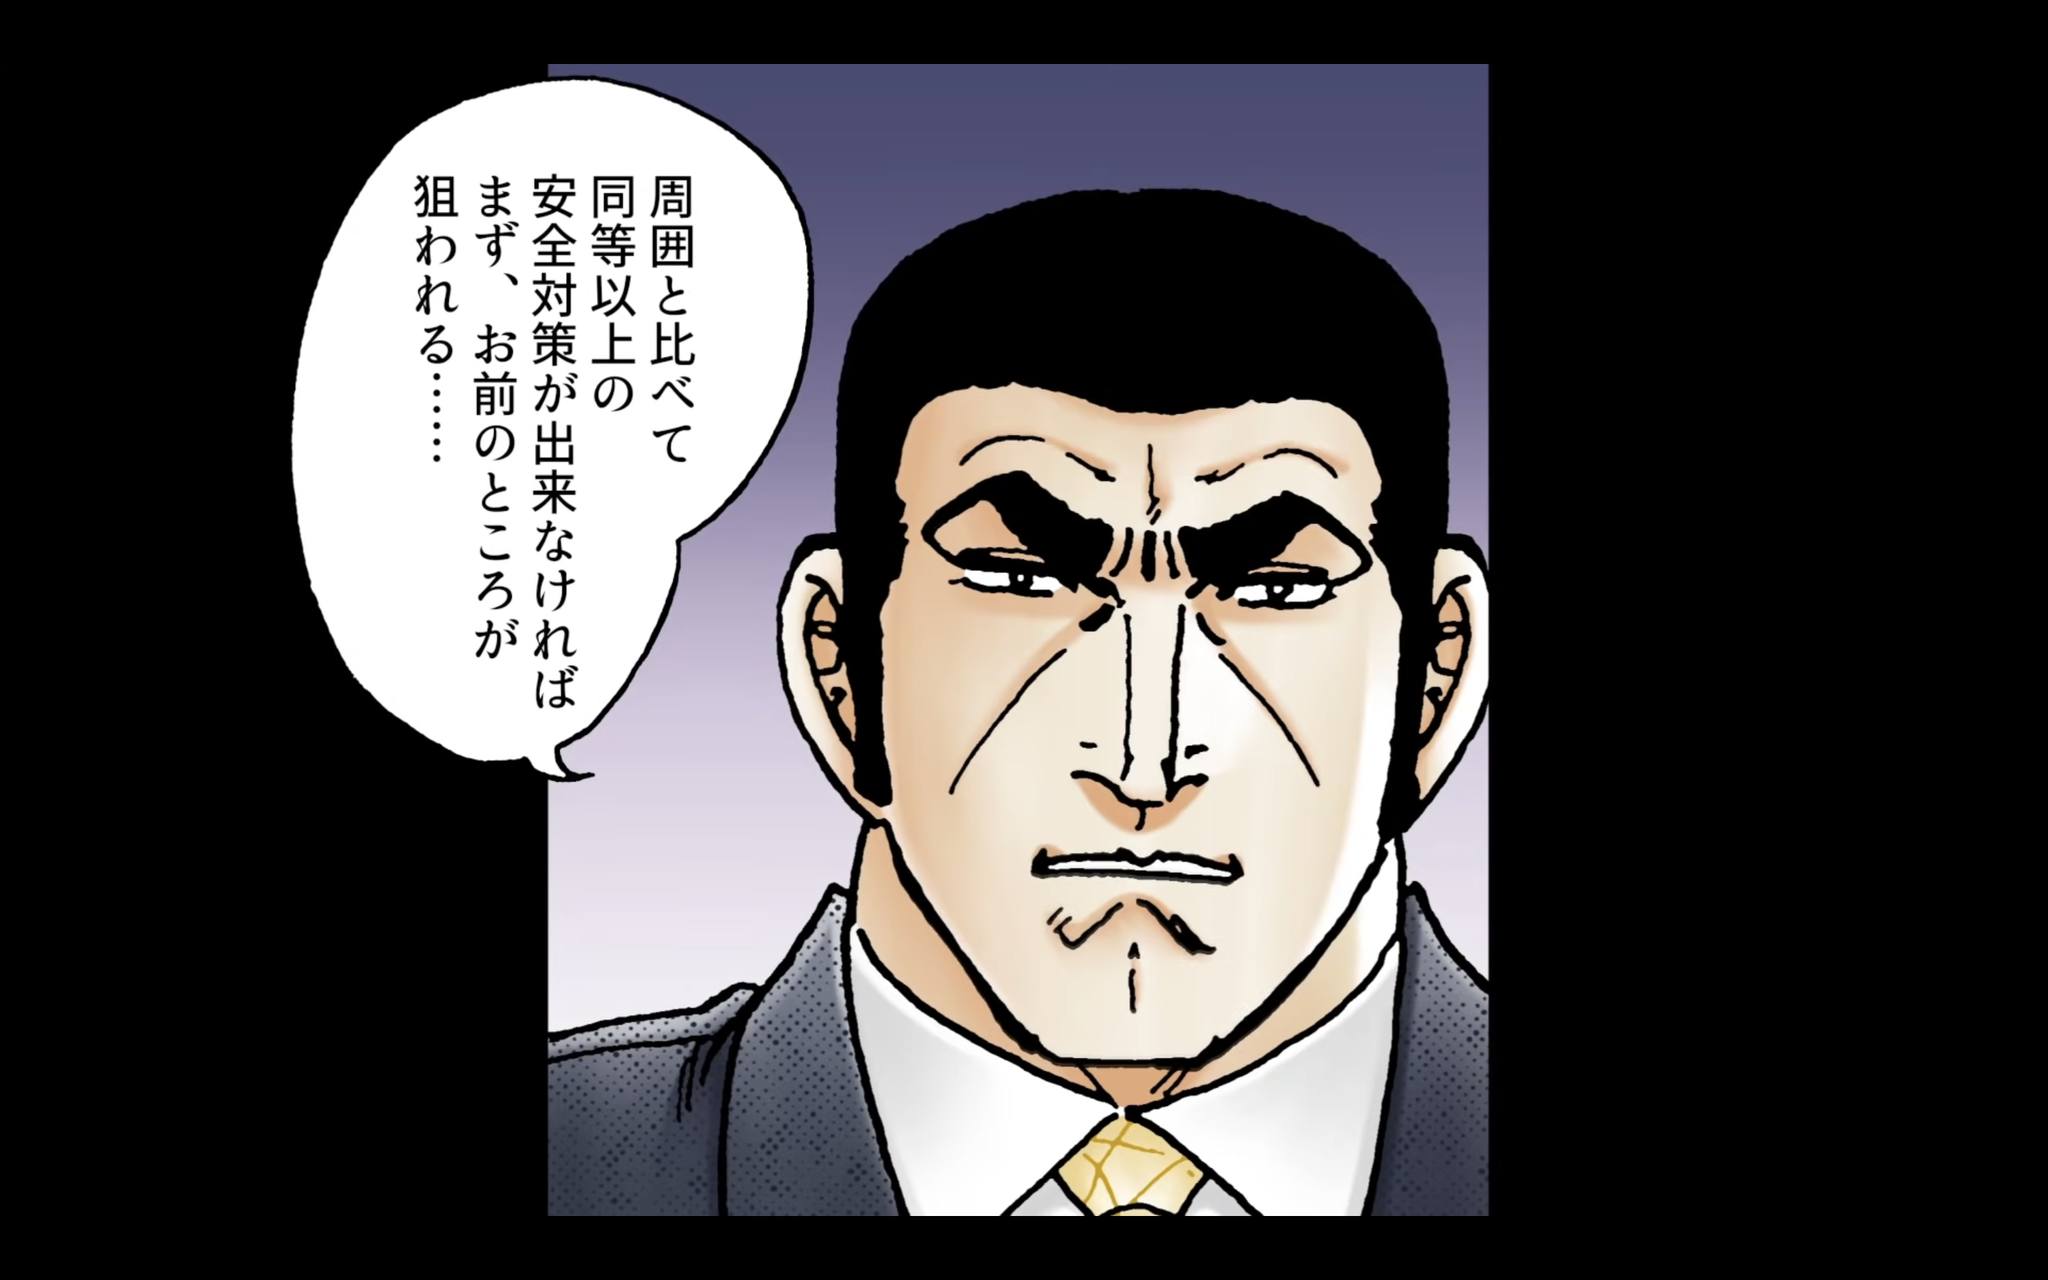 周囲と比べて
同等以上の
安全対策が出来なければ
まず、お前のところが
狙われる……